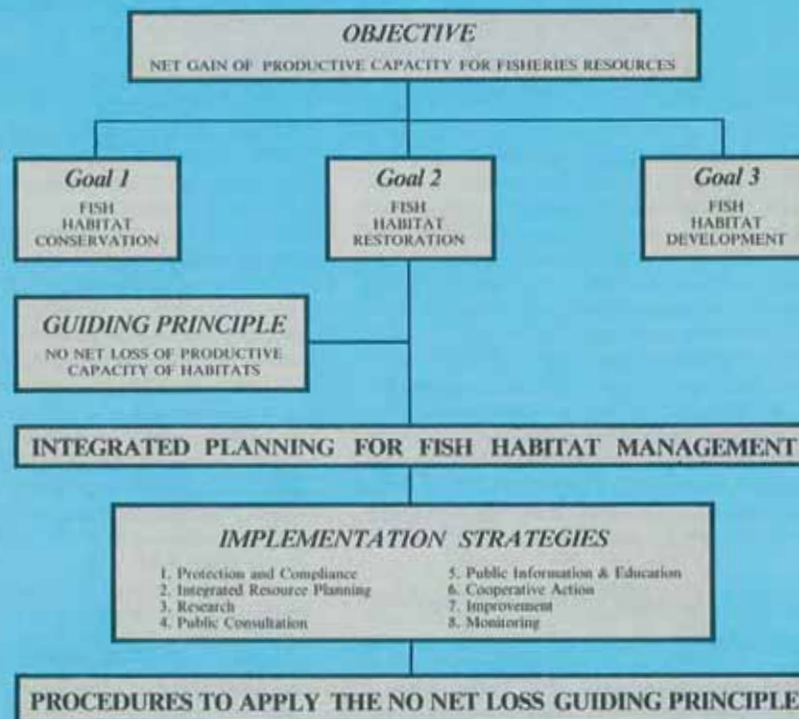 OBJECTIVE
NET GAIN OF PRODUCTIVE CAPACITY FOR FISHERIES RESOURCES
Goal 1
FISH
HABITAT
CONSERVATION
Goal 2
FISH
HABITAT
RESTORATION
Goal 3
FISH
HABITAT
DEVELOPMENT
GUIDING PRINCIPLE
NO NET LOSS OF PRODUCTIVE
CAPACITY OF HABITATS
INTEGRATED PLANNING FOR FISH HABITAT MANAGEMENT
IMPLEMENTATION STRATEGIES
1. Protection and Compliance
2. Integrated Resource Planning
3. Research
4. Public Consultation
5. Public Information & Education
6. Cooperative Action
7. Improvement
8. Monitoring
PROCEDURES TO APPLY THE NO NET LOSS GUIDING PRINCIPLE